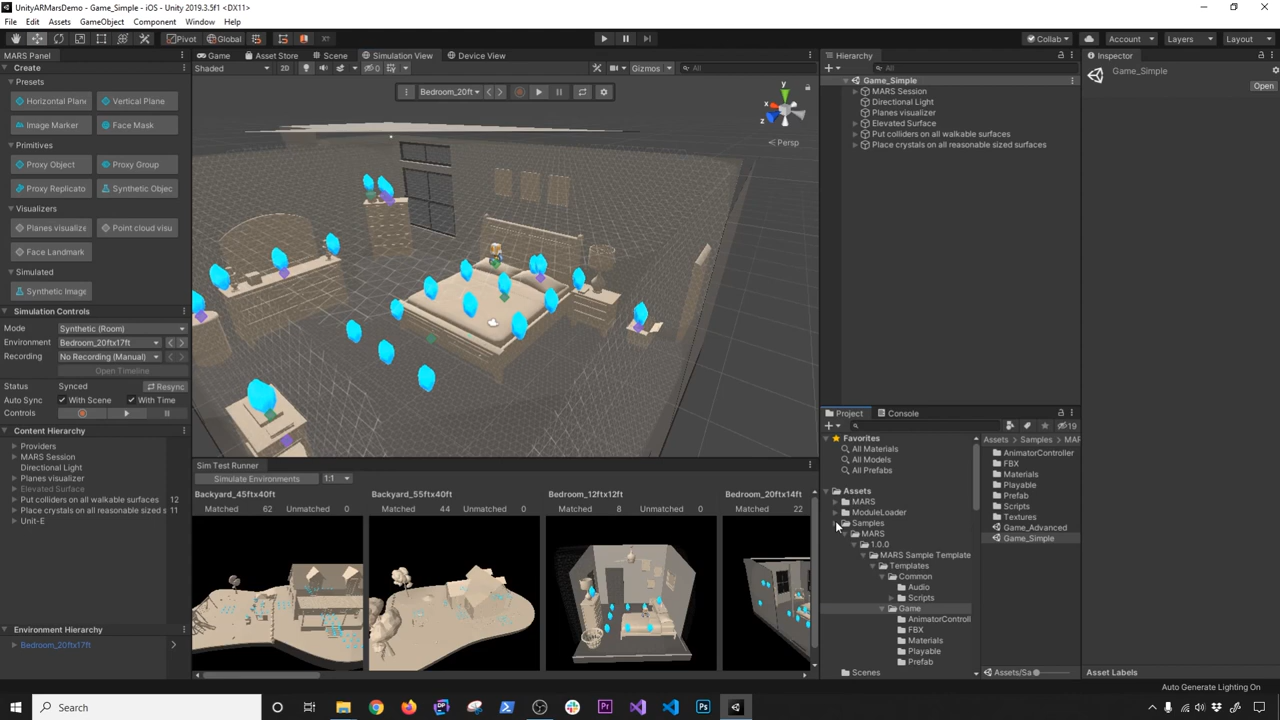 UnityARMarsDemo - Game_Simple - iOS - Unity 2019.3.5f1 <DX11>
File Edit Assets GameObject Component Window Help
Pivot Global Collab Account Layers Layout
MARS Panel
Create
Presets
Horizontal Plan Vertical Plane
Image Marker Face Mask
Primitives
Proxy Object Proxy Group
Proxy Replicato Synthetic Objec
Visualizers
Planes visualize Point cloud visu
Face Landmark
Simulated
Synthetic Image
Simulation Controls
Mode Synthetic (Room)
Environment Bedroom_20ftx17ft
Recording No Recording (Manual)
Open Timeline
Status Synced Resync
Auto Sync With Scene With Time
Controls
Content Hierarchy
Providers
MARS Session
Directional Light
Planes visualizer
Elevated Surface
Put colliders on all walkable surfaces 12
Place crystals on all reasonable sized s 11
Unit-E
Environment Hierarchy
Bedroom_20ftx17ft
Game Asset Store Scene Simulation View Device View
Shaded 2D 0 Gizmos All
Bedroom_20ft
y
x
z
Persp
Sim Test Runner
Simulate Environments 1:1
Backyard_45ftx40ft Backyard_55ftx40ft Bedroom_12ftx12ft Bedroom_20ftx14ft
Matched 62 Unmatched 0 Matched 44 Unmatched 0 Matched 8 Unmatched 0 Matched 22
Hierarchy
All
Game_Simple
MARS Session
Directional Light
Planes visualizer
Elevated Surface
Put colliders on all walkable surfaces
Place crystals on all reasonable sized surfaces
Project Console
19
Favorites
All Materials
All Models
All Prefabs
Assets
MARS
ModuleLoader
Samples
MARS
1.0.0
MARS Sample Template
Templates
Common
Audio
Scripts
Game
AnimatorControll
FBX
Materials
Playable
Prefab
Scenes
Assets Samples MAR
AnimatorController
FBX
Materials
Playable
Prefab
Scripts
Textures
Game_Advanced
Game_Simple
Assets/Sa
Inspector
Game_Simple
Open
Asset Labels
Auto Generate Lighting On
Search